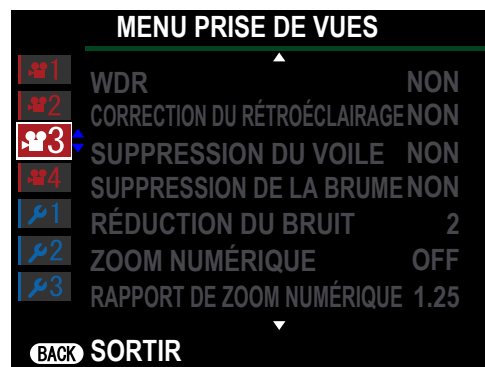 MENU PRISE DE VUES
1
2
3
4
1
2
3
WDR NON
CORRECTION DU RÉTROÉCLAIRAGE NON
SUPPRESSION DU VOILE NON
SUPPRESSION DE LA BRUME NON
RÉDUCTION DU BRUIT 2
ZOOM NUMÉRIQUE OFF
RAPPORT DE ZOOM NUMÉRIQUE 1.25
BACK SORTIR